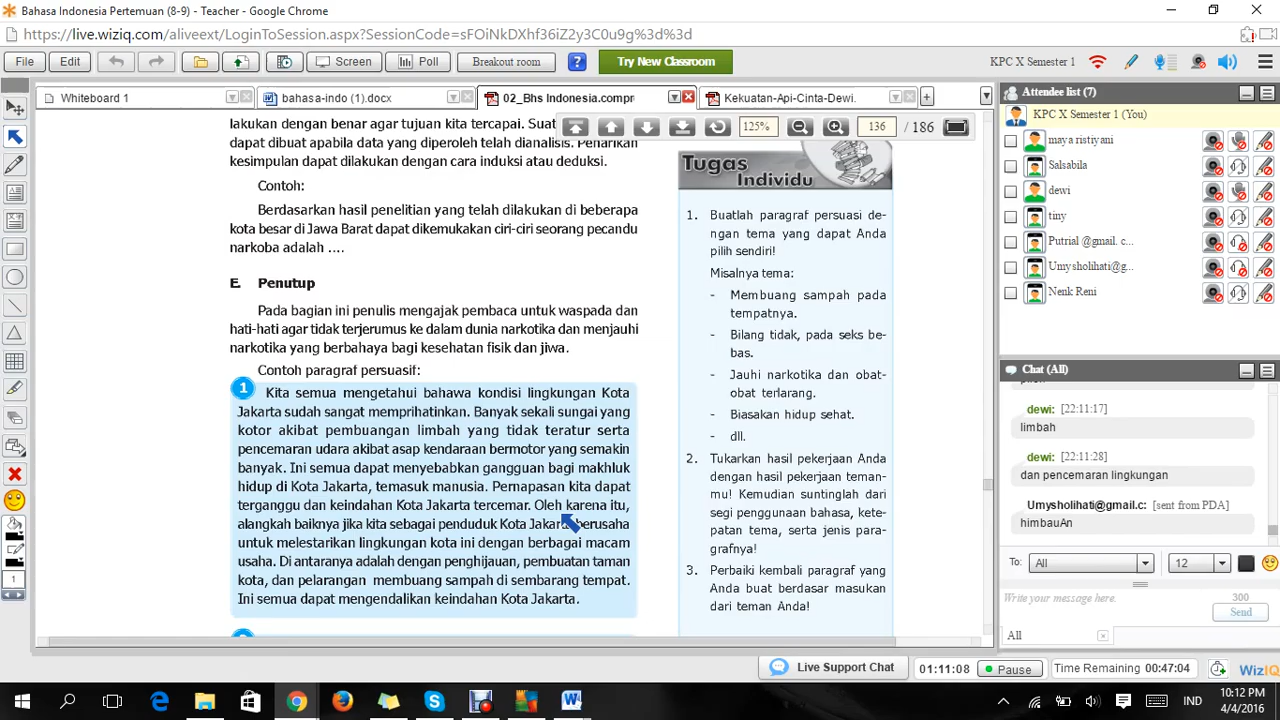 Bahasa Indonesia Pertemuan (8-9) - Teacher - Google Chrome
https://live.wiziq.com/aliveext/LoginToSession.aspx?SessionCode=sFOiNkDXhf36iZ2y3C0u9g%3d%3d
File Edit Screen Poll Breakout room ? Try New Classroom KPC X Semester 1
Whiteboard 1 bahasa-indo (1).docx 02_Bhs Indonesia.compre Kekuatan-Api-Cinta-Dewi.
125% 136 / 186
lakukan dengan benar agar tujuan kita tercapai. Suat
dapat dibuat apabila data yang diperoleh telah dianalisis. Penarikan
kesimpulan dapat dilakukan dengan cara induksi atau deduksi.
Contoh:
Berdasarkan hasil penelitian yang telah dilakukan di beberapa
kota besar di Jawa Barat dapat dikemukakan ciri-ciri seorang pecandu
narkoba adalah ....
E. Penutup
Pada bagian ini penulis mengajak pembaca untuk waspada dan
hati-hati agar tidak terjerumus ke dalam dunia narkotika dan menjauhi
narkotika yang berbahaya bagi kesehatan fisik dan jiwa.
Contoh paragraf persuasif:
1 Kita semua mengetahui bahawa kondisi lingkungan Kota
Jakarta sudah sangat memprihatinkan. Banyak sekali sungai yang
kotor akibat pembuangan limbah yang tidak teratur serta
pencemaran udara akibat asap kendaraan bermotor yang semakin
banyak. Ini semua dapat menyebabkan gangguan bagi makhluk
hidup di Kota Jakarta, temasuk manusia. Pernapasan kita dapat
terganggu dan keindahan Kota Jakarta tercemar. Oleh karena itu,
alangkah baiknya jika kita sebagai penduduk Kota Jakarta berusaha
untuk melestarikan lingkungan kota ini dengan berbagai macam
usaha. Di antaranya adalah dengan penghijauan, pembuatan taman
kota, dan pelarangan membuang sampah di sembarang tempat.
Ini semua dapat mengendalikan keindahan Kota Jakarta.
Tugas
Individu
1. Buatlah paragraf persuasi de-
ngan tema yang dapat Anda
pilih sendiri!
Misalnya tema:
- Membuang sampah pada
tempatnya.
- Bilang tidak, pada seks be-
bas.
- Jauhi narkotika dan obat-
obat terlarang.
- Biasakan hidup sehat.
- dll.
2. Tukarkan hasil pekerjaan Anda
dengan hasil pekerjaan teman-
mu! Kemudian suntinglah dari
segi penggunaan bahasa, kete-
patan tema, serta jenis para-
grafnya!
3. Perbaiki kembali paragraf yang
Anda buat berdasar masukan
dari teman Anda!
Attendee list (7)
KPC X Semester 1 (You)
maya ristiyani
Salsabila
dewi
tiny
Putrial @gmail. c...
Umysholihati@g...
Nenk Reni
Chat (All)
dewi: [22:11:17]
limbah
dewi: [22:11:28]
dan pencemaran lingkungan
Umysholihati@gmail.c [sent from PDA]
himbauAn
To: All 12
Write your message here. 300
Send
All
1
Live Support Chat 01:11:08 Pause Time Remaining 00:47:04 WizIQ
IND 10:12 PM
4/4/2016